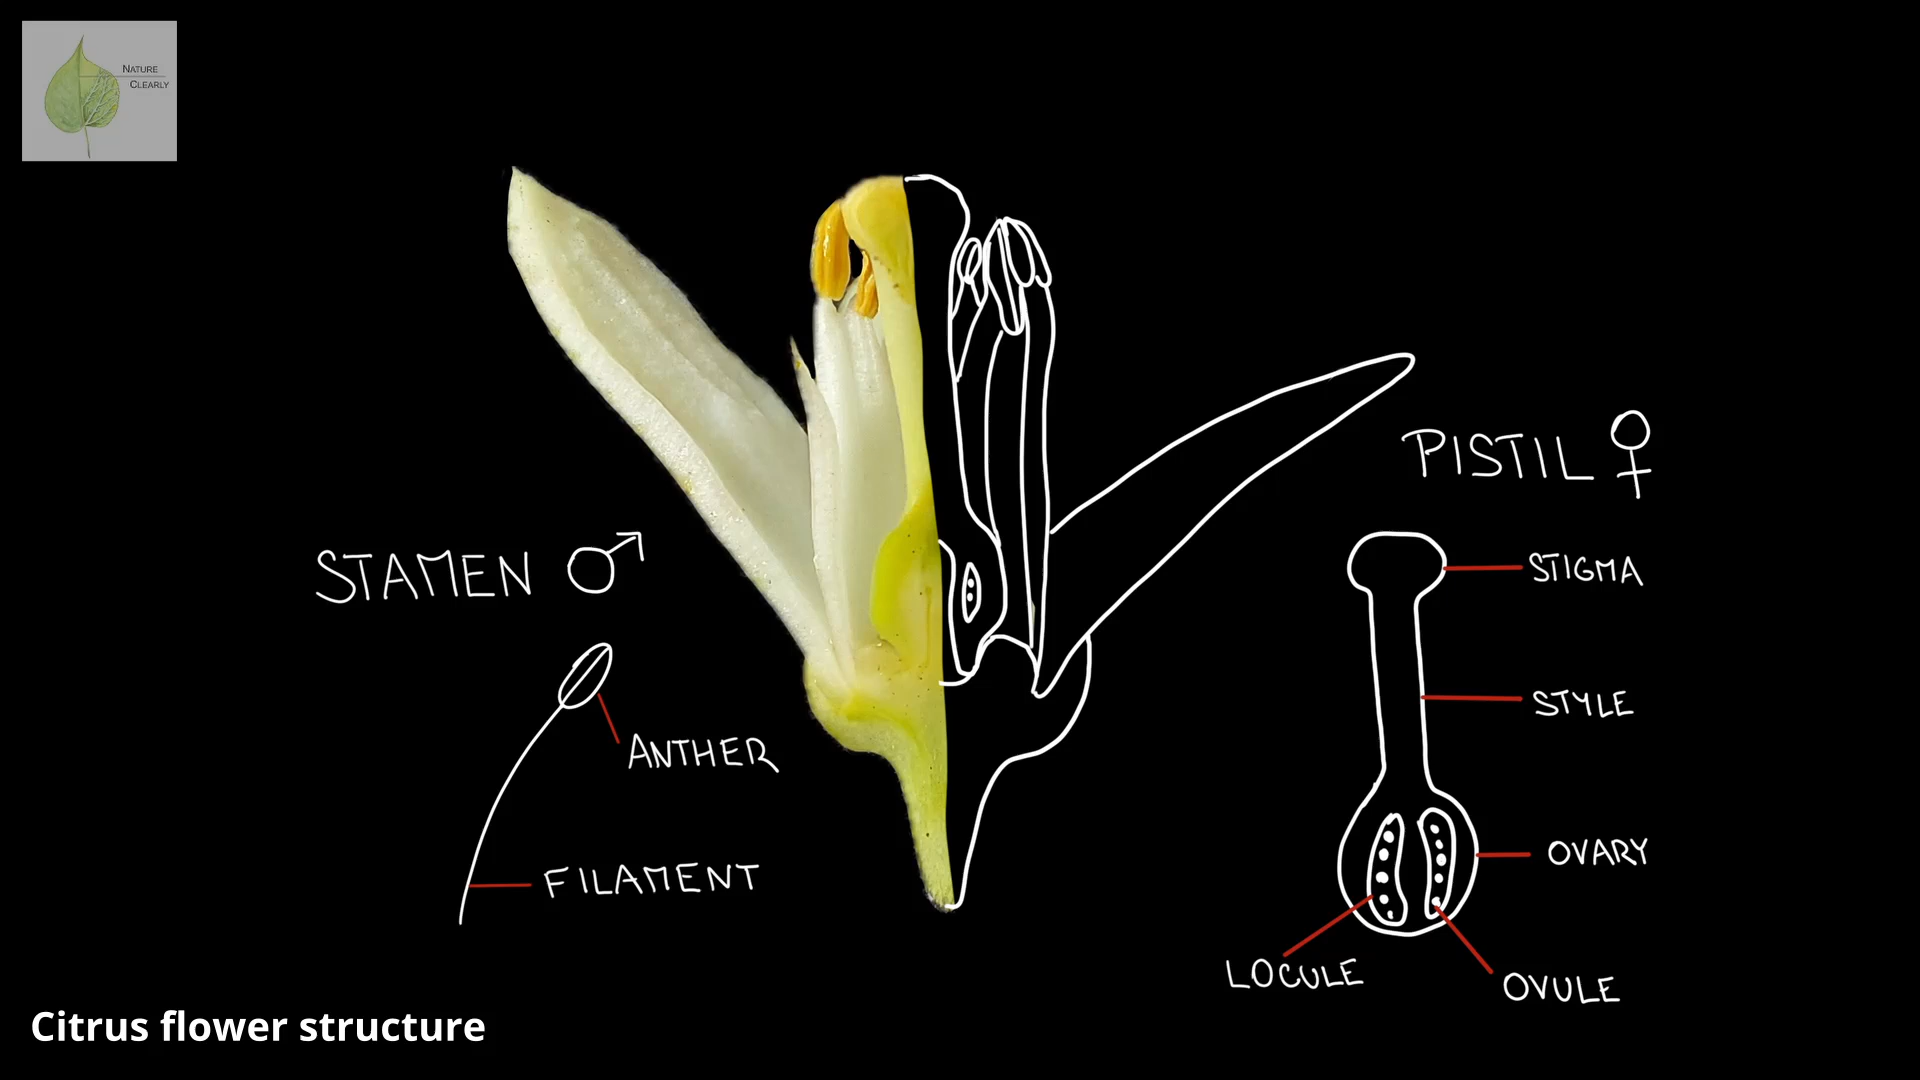 NATURE
CLEARLY
PISTIL ♀
STAMEN ♂
STIGMA
STYLE
ANTHER
OVARY
FILAMENT
LOCULE
OVULE
Citrus flower structure